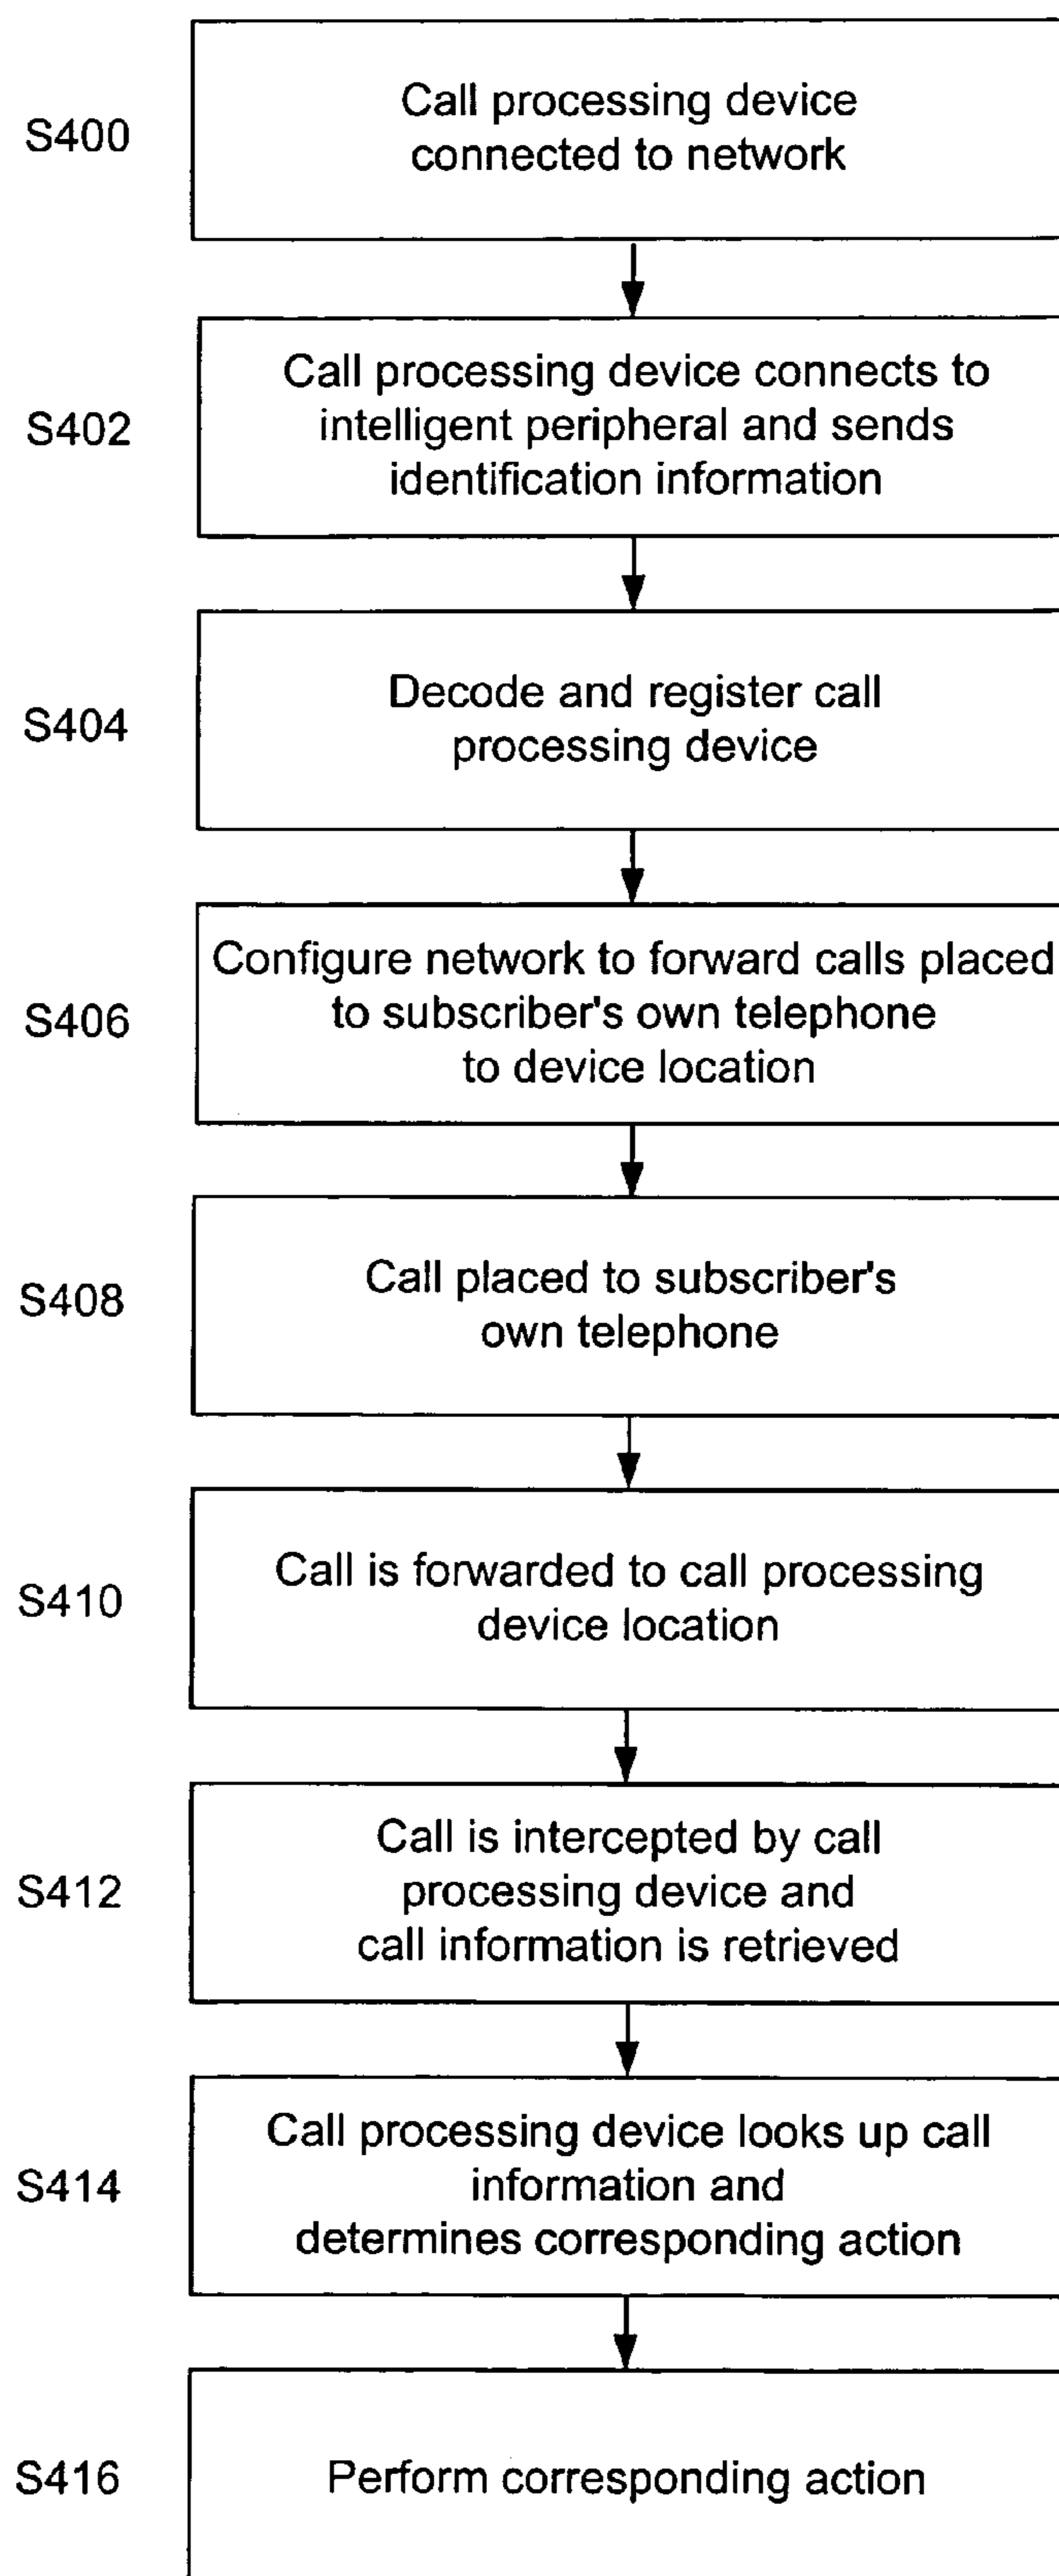 S400
Call processing device
connected to network
S402
Call processing device connects to
intelligent peripheral and sends
identification information
S404
Decode and register call
processing device
S406
Configure network to forward calls placed
to subscriber's own telephone
to device location
S408
Call placed to subscriber's
own telephone
S410
Call is forwarded to call processing
device location
S412
Call is intercepted by call
processing device and
call information is retrieved
S414
Call processing device looks up call
information and
determines corresponding action
S416
Perform corresponding action